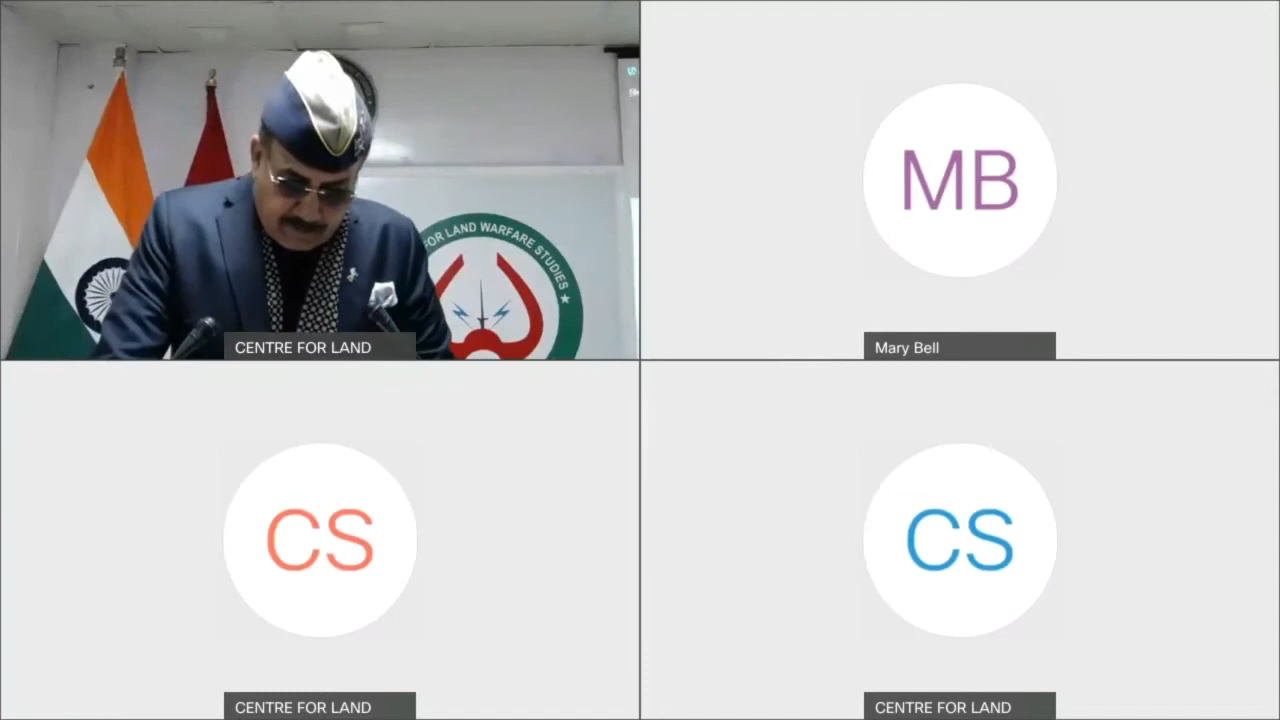 FOR LAND WARFARE STUDIES ★
CENTRE FOR LAND
MB
Mary Bell
CS
CENTRE FOR LAND
CS
CENTRE FOR LAND